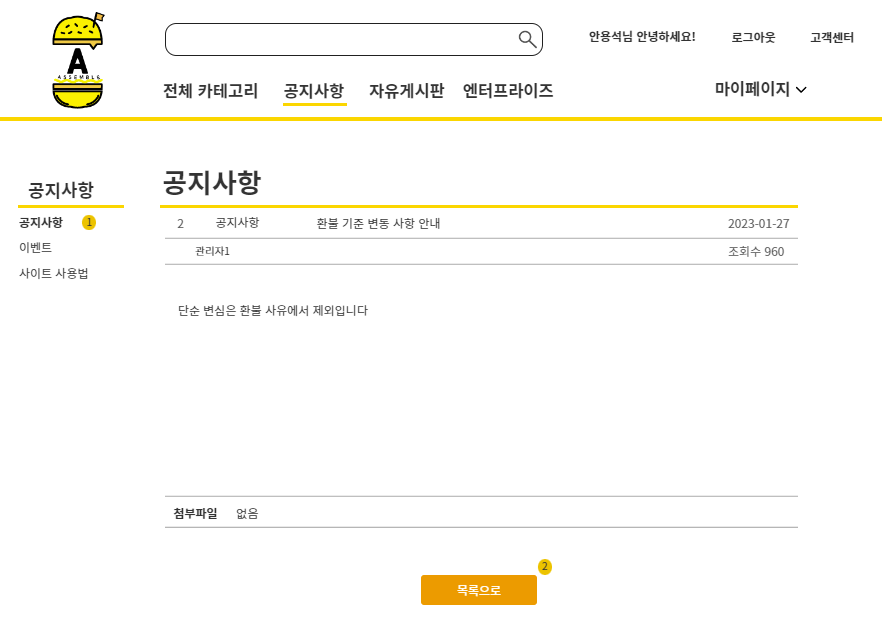 안용석님 안녕하세요! 로그아웃 고객센터
A
ASSEMBLE
전체 카테고리 공지사항 자유게시판 엔터프라이즈 마이페이지
공지사항
공지사항 1
이벤트
사이트 사용법
공지사항
2 공지사항 환불 기준 변동 사항 안내 2023-01-27
관리자1 조회수 960
단순 변심은 환불 사유에서 제외입니다
첨부파일 없음
2
목록으로